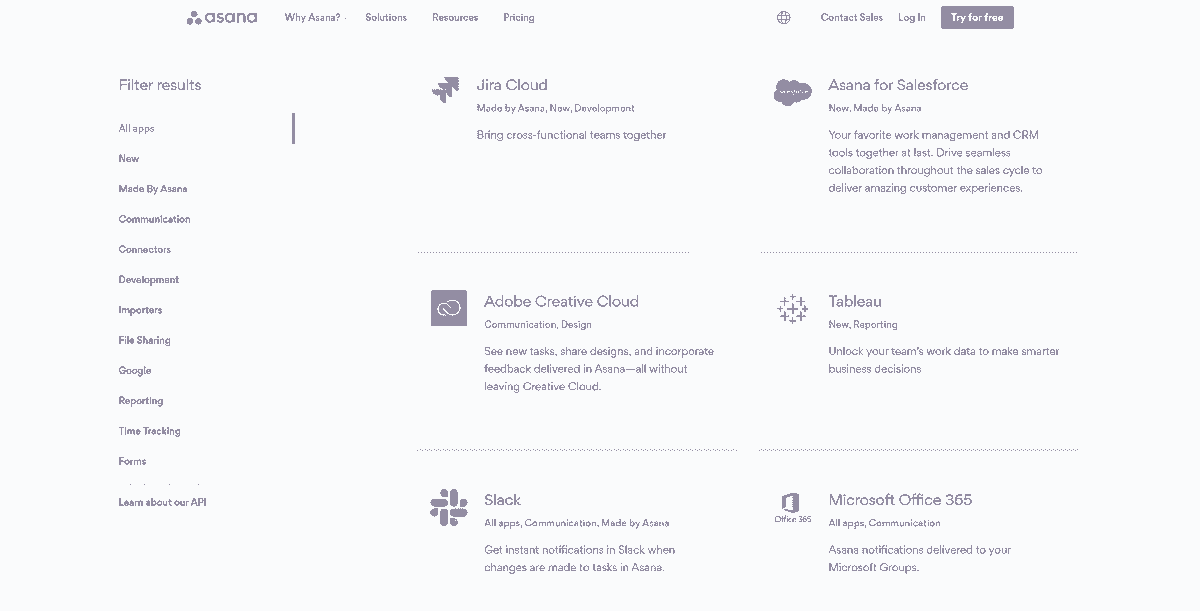 asana Why Asana? Solutions Resources Pricing Contact Sales Log In Try for free
Filter results
All apps
New
Made By Asana
Communication
Connectors
Development
Importers
File Sharing
Google
Reporting
Time Tracking
Forms
Learn about our API
Jira Cloud
Made by Asana, New, Development
Bring cross-functional teams together
salesforce
Asana for Salesforce
New, Made by Asana
Your favorite work management and CRM
tools together at last. Drive seamless
collaboration throughout the sales cycle to
deliver amazing customer experiences.
Adobe Creative Cloud
Communication, Design
See new tasks, share designs, and incorporate
feedback delivered in Asana—all without
leaving Creative Cloud.
Tableau
New, Reporting
Unlock your team's work data to make smarter
business decisions
Slack
All apps, Communication, Made by Asana
Get instant notifications in Slack when
changes are made to tasks in Asana.
Office 365
Microsoft Office 365
All apps, Communication
Asana notifications delivered to your
Microsoft Groups.